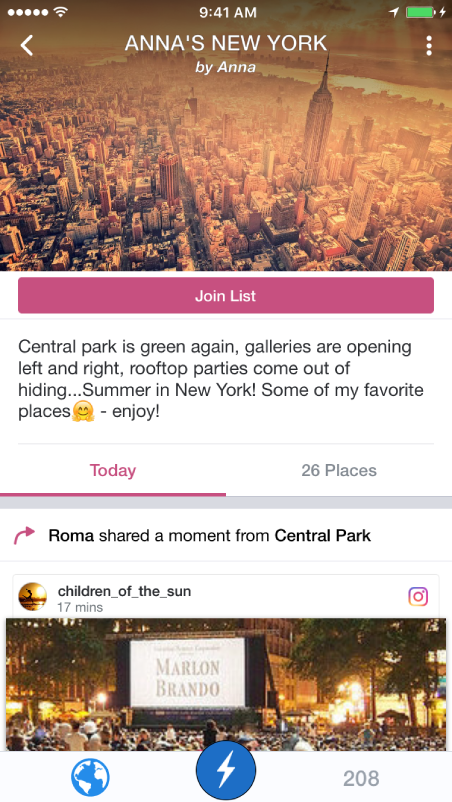 9:41 AM
ANNA'S NEW YORK
by Anna
Join List
Central park is green again, galleries are opening
left and right, rooftop parties come out of
hiding...Summer in New York! Some of my favorite
places🤗 - enjoy!
Today
26 Places
Roma shared a moment from Central Park
children_of_the_sun
17 mins
MARLON
BRANDO
208